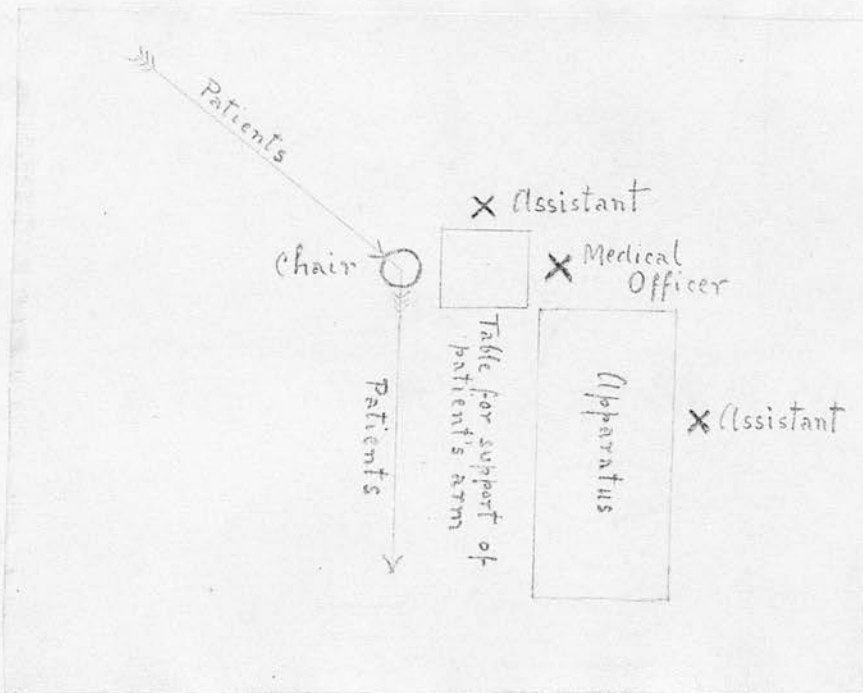 Patients
Assistant
Chair
Medical
Officer
Patients
Table for support of
patient's arm
Apparatus
Assistant